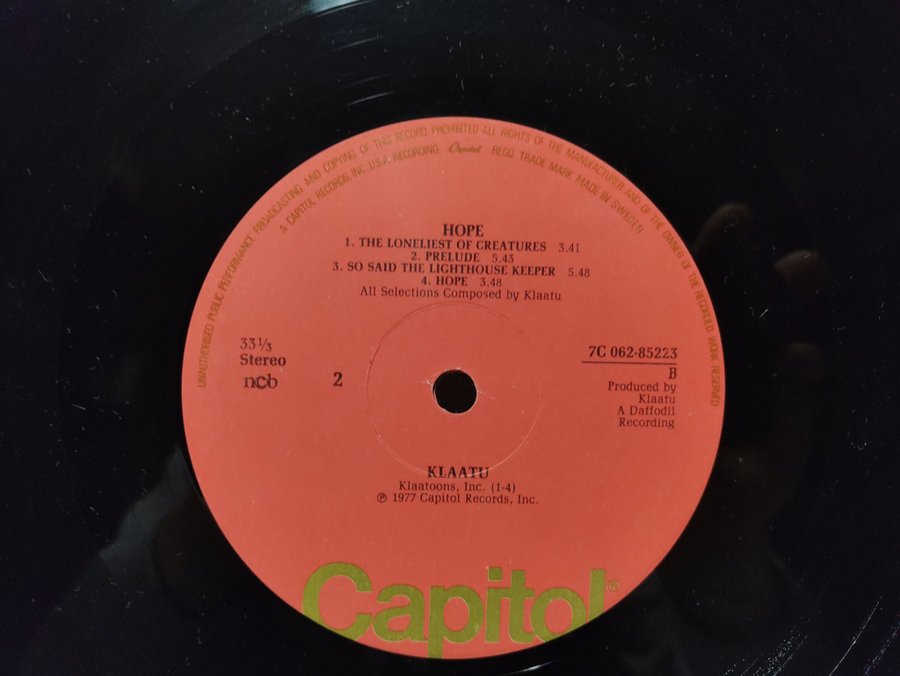 UNAUTHORISED PUBLIC PERFORMANCE BROADCASTING AND COPYING OF THIS RECORD PROHIBITED ALL RIGHTS OF THE MANUFACTURER AND OF THE OWNER OF THE RECORDED WORK RESERVED
A CAPITOL RECORDS INC. U.S.A RECORDING Capitol REGD. TRADE MARK MADE IN SWEDEN
HOPE
1. THE LONELIEST OF CREATURES 3.41
2. PRELUDE 5.43
3. SO SAID THE LIGHTHOUSE KEEPER 5.48
4. HOPE 3.48
All Selections Composed by Klaatu
33⅓
Stereo
ncb
2
7C 062-85223
B
Produced by
Klaatu
A Daffodil
Recording
KLAATU
Klaatoons, Inc. (1-4)
℗ 1977 Capitol Records, Inc.
Capitol®